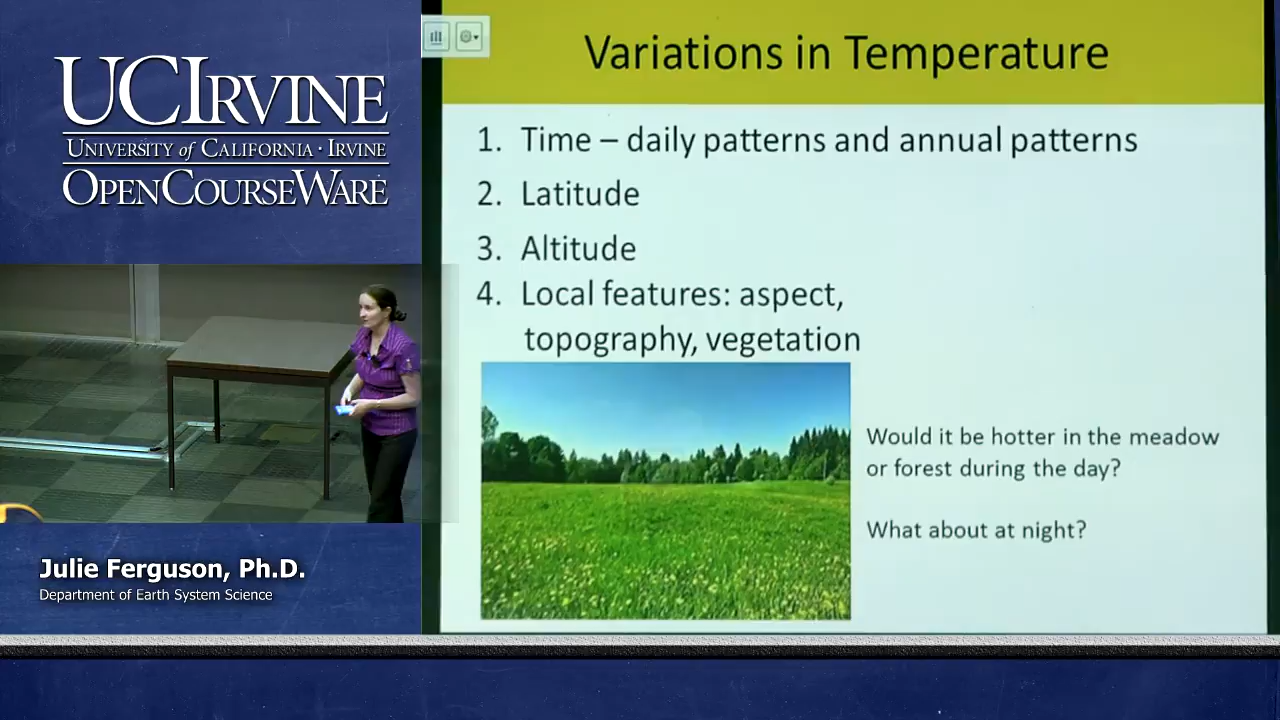 UCIRVINE
UNIVERSITY of CALIFORNIA · IRVINE
OPENCOURSEWARE
Variations in Temperature
1. Time – daily patterns and annual patterns
2. Latitude
3. Altitude
4. Local features: aspect,
topography, vegetation
Would it be hotter in the meadow
or forest during the day?
What about at night?
Julie Ferguson, Ph.D.
Department of Earth System Science